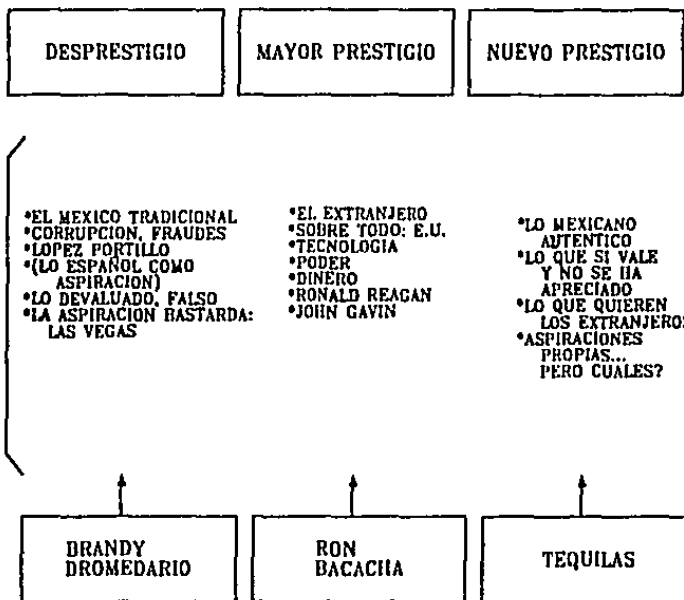 DESPRESTIGIO
MAYOR PRESTIGIO
NUEVO PRESTIGIO
*EL MEXICO TRADICIONAL
*CORRUPCION, FRAUDES
*LOPEZ PORTILLO
*(LO ESPAÑOL COMO
ASPIRACION)
*LO DEVALUADO, FALSO
*LA ASPIRACION BASTARDA:
LAS VEGAS
*EL EXTRANJERO
*SOBRE TODO: E.U.
*TECNOLOGIA
*PODER
*DINERO
*RONALD REAGAN
*JOHN GAVIN
*LO MEXICANO
AUTENTICO
*LO QUE SI VALE
Y NO SE HA
APRECIADO
*LO QUE QUIEREN
LOS EXTRANJEROS
*ASPIRACIONES
PROPIAS...
PERO CUALES?
BRANDY
DROMEDARIO
RON
BACACHA
TEQUILAS